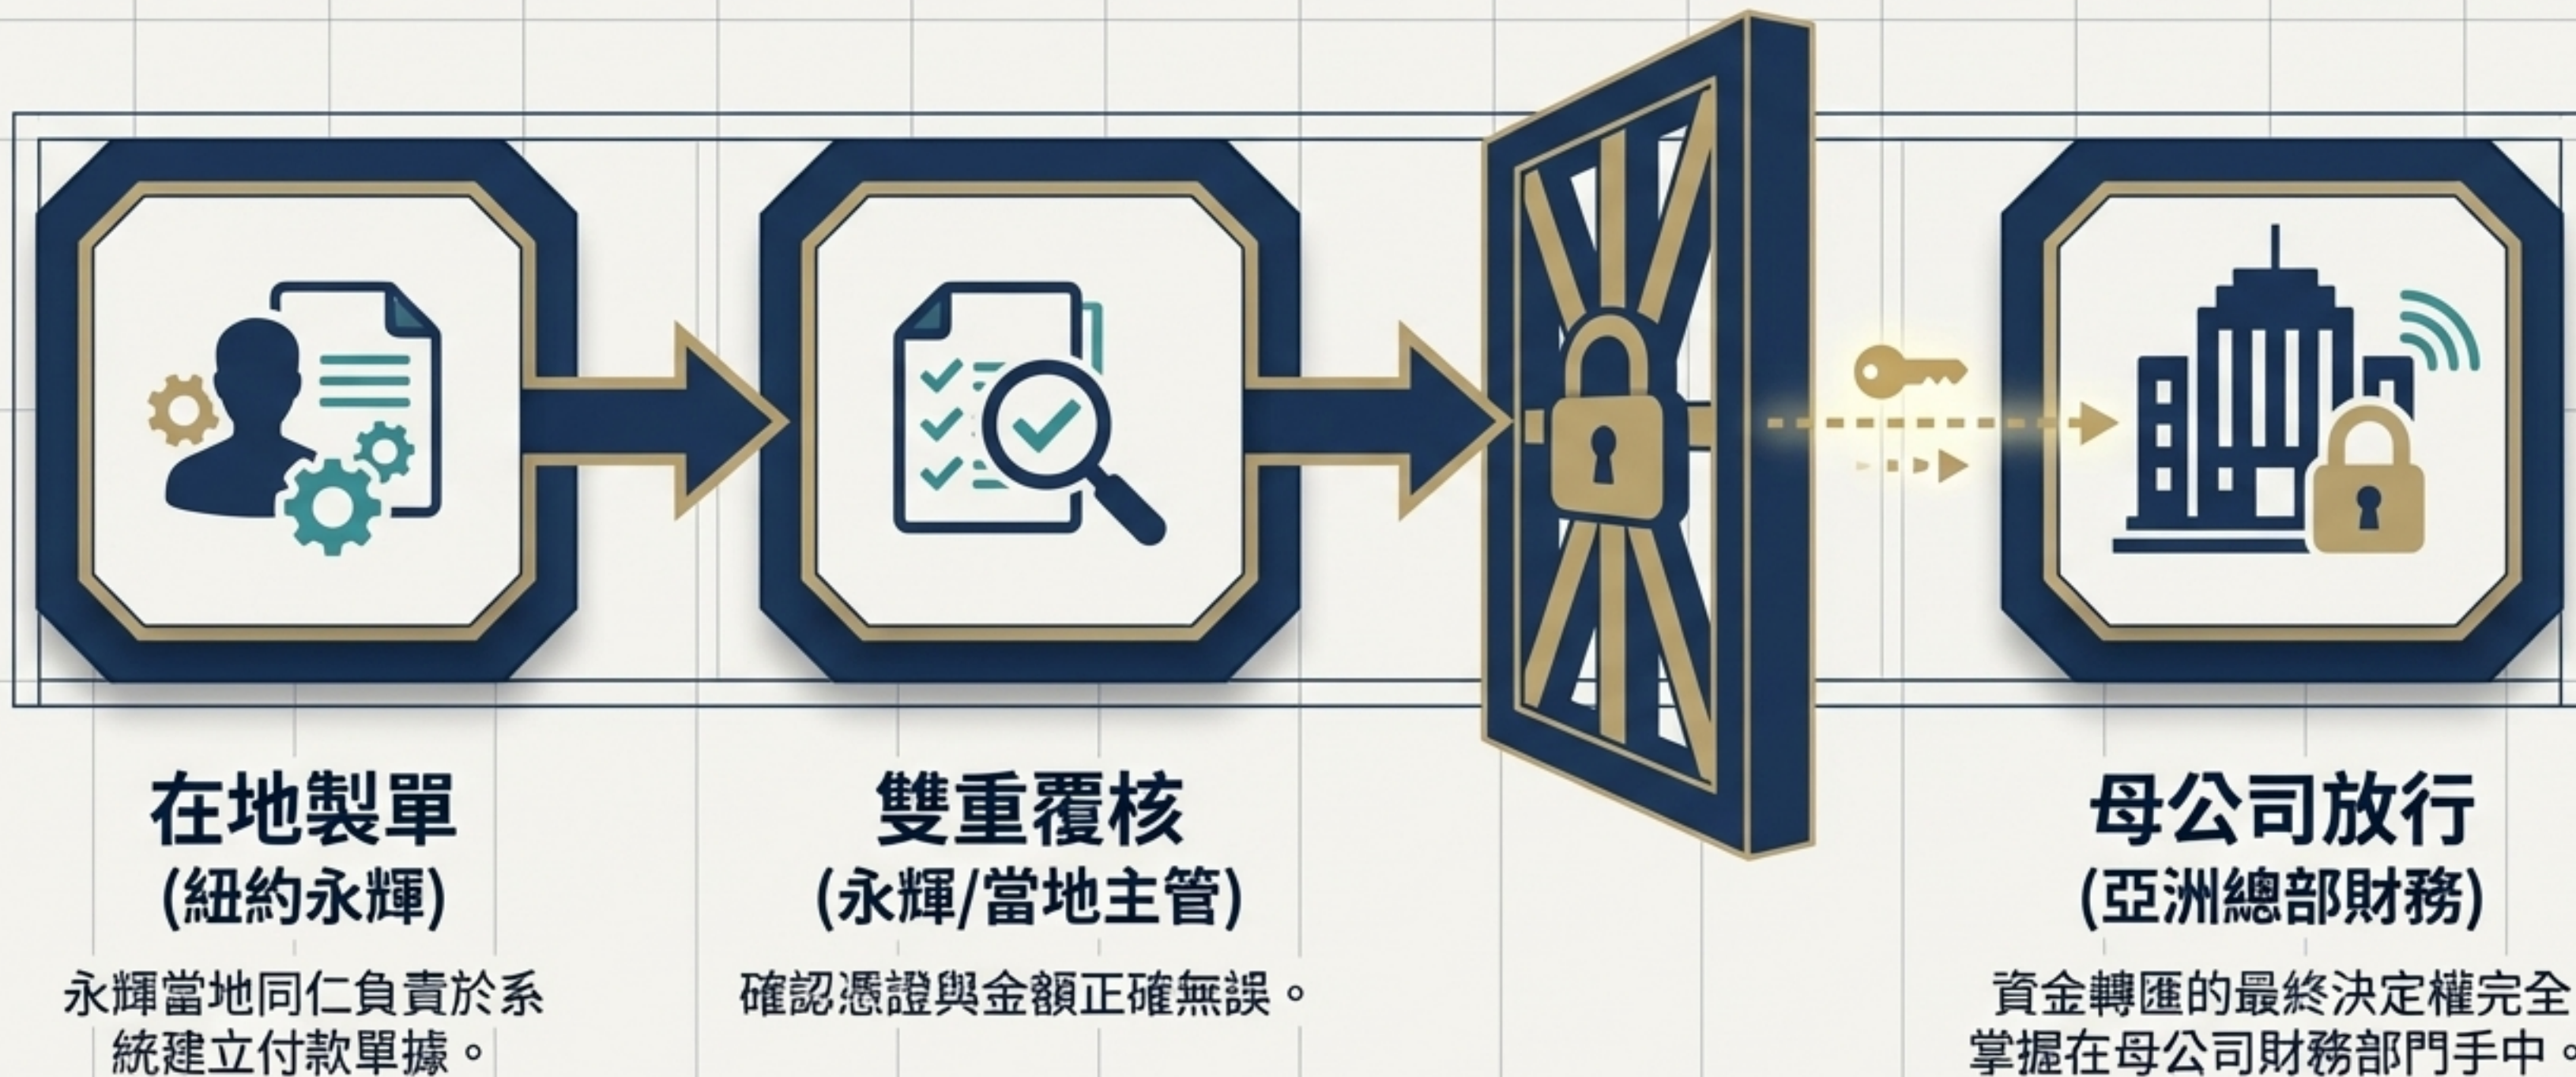 在地製單
(紐約永輝)
永輝當地同仁負責於系
統建立付款單據。
雙重覆核
(永輝/當地主管)
確認憑證與金額正確無誤。
母公司放行
(亞洲總部財務)
資金轉匯的最終決定權完全
掌握在母公司財務部門手中。